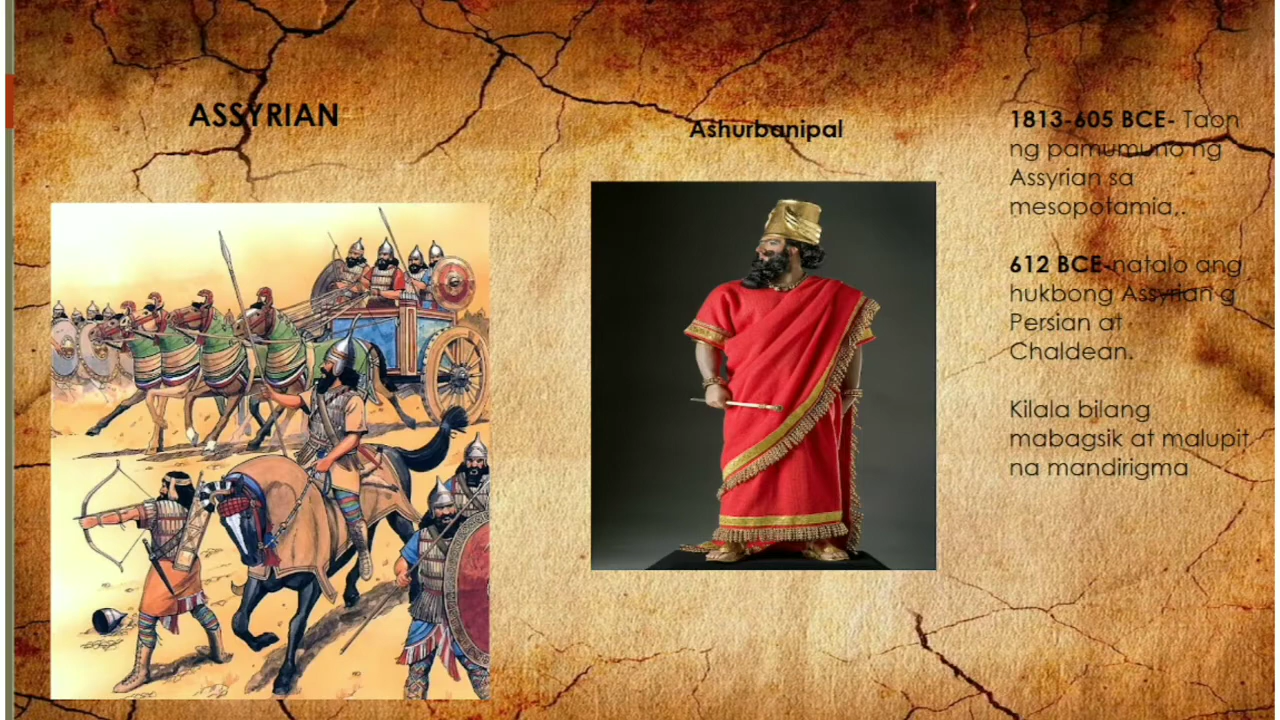 ASSYRIAN
Ashurbanipal
1813-605 BCE- Taon
ng pamumuno ng
Assyrian sa
mesopotamia,.
612 BCE-natalo ang
hukbong Assyrian g
Persian at
Chaldean.
Kilala bilang
mabagsik at malupit
na mandirigma